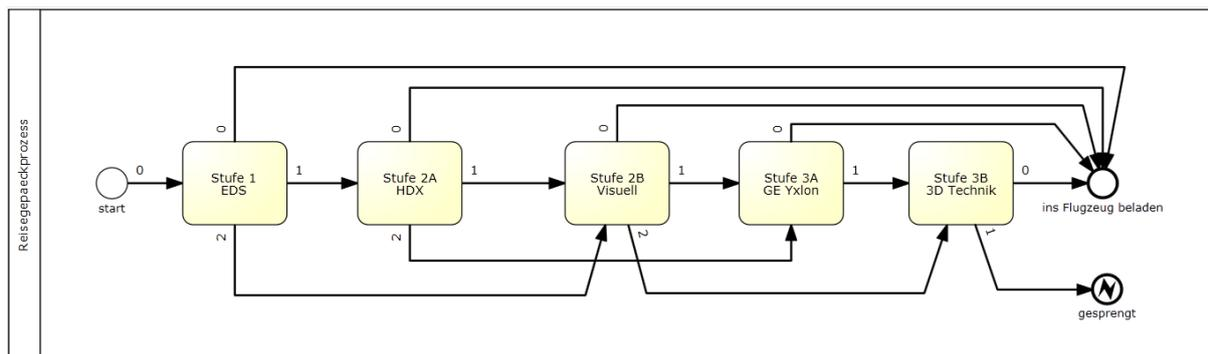 Reisegepaeckprozess
0
0
0
0
0
Stufe 1
EDS
1
Stufe 2A
HDX
1
Stufe 2B
Visuell
1
Stufe 3A
GE Yxlon
1
Stufe 3B
3D Technik
0
start
ins Flugzeug beladen
2
2
2
1
gesprengt